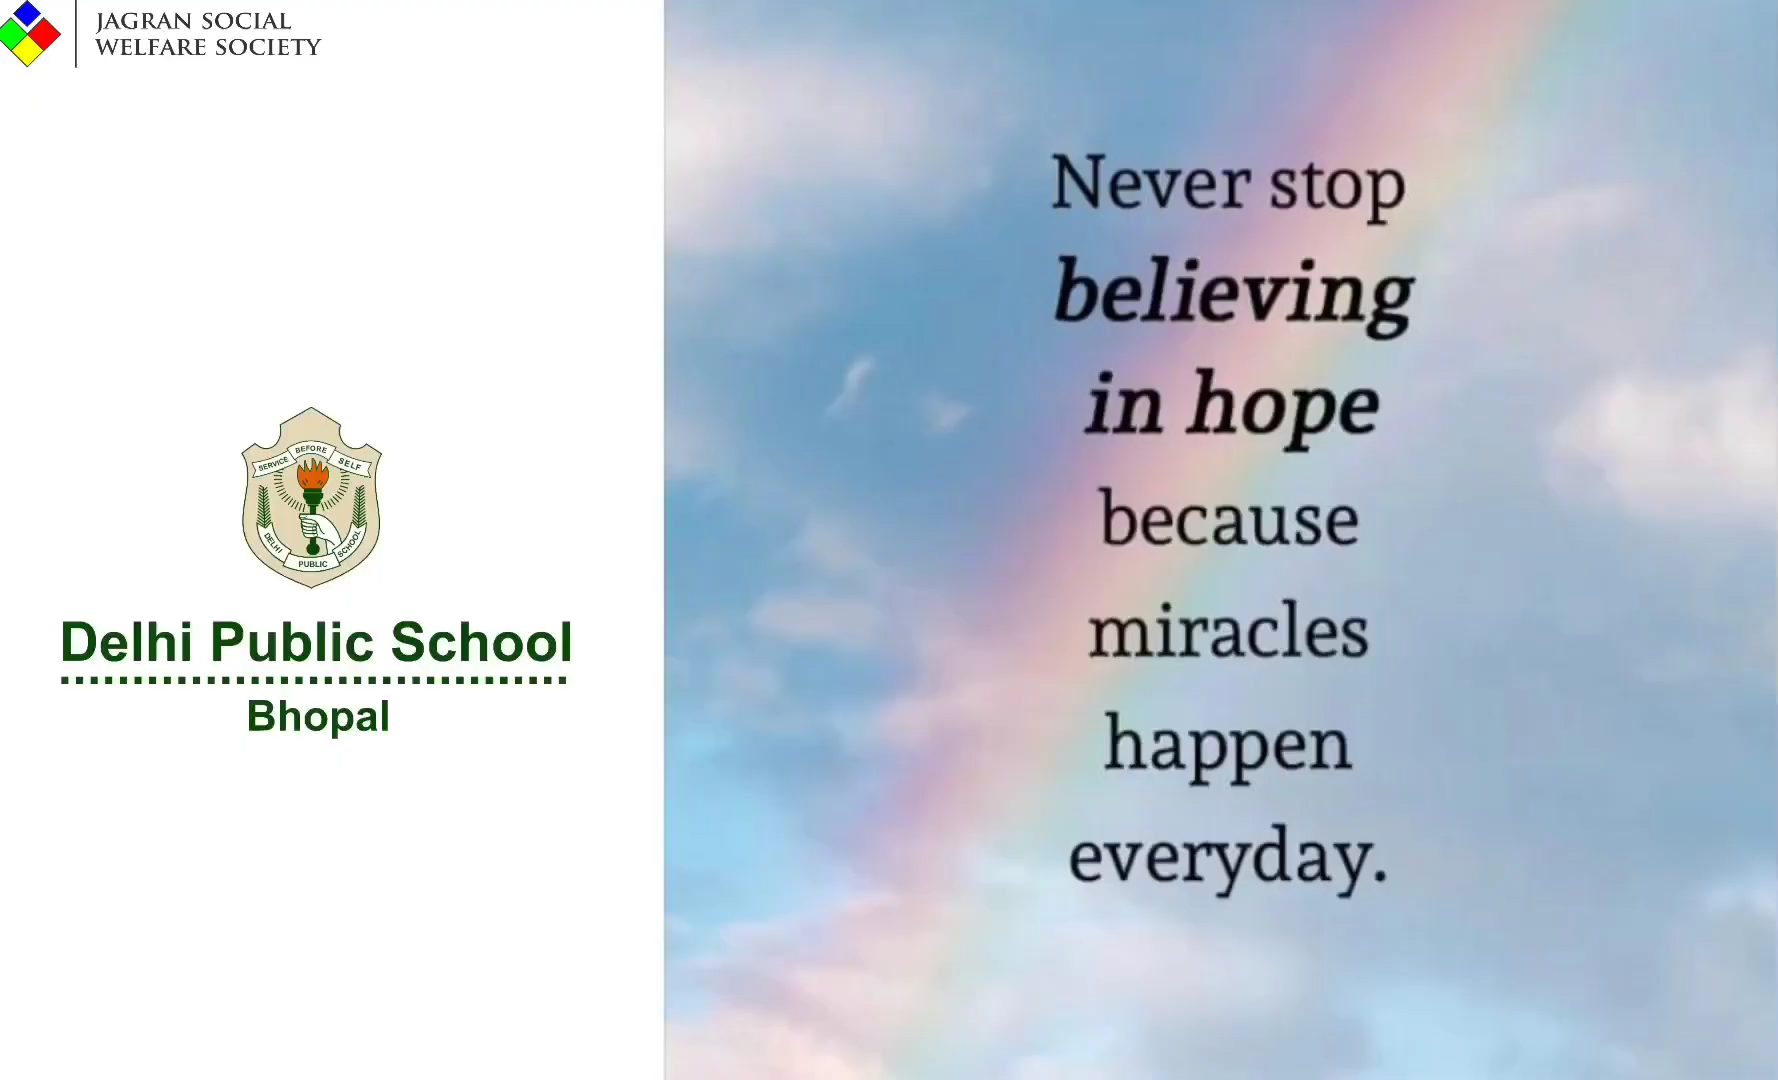 JAGRAN SOCIAL
WELFARE SOCIETY
SERVICE BEFORE SELF
DELHI PUBLIC SCHOOL
Delhi Public School
Bhopal
Never stop
believing
in hope
because
miracles
happen
everyday.